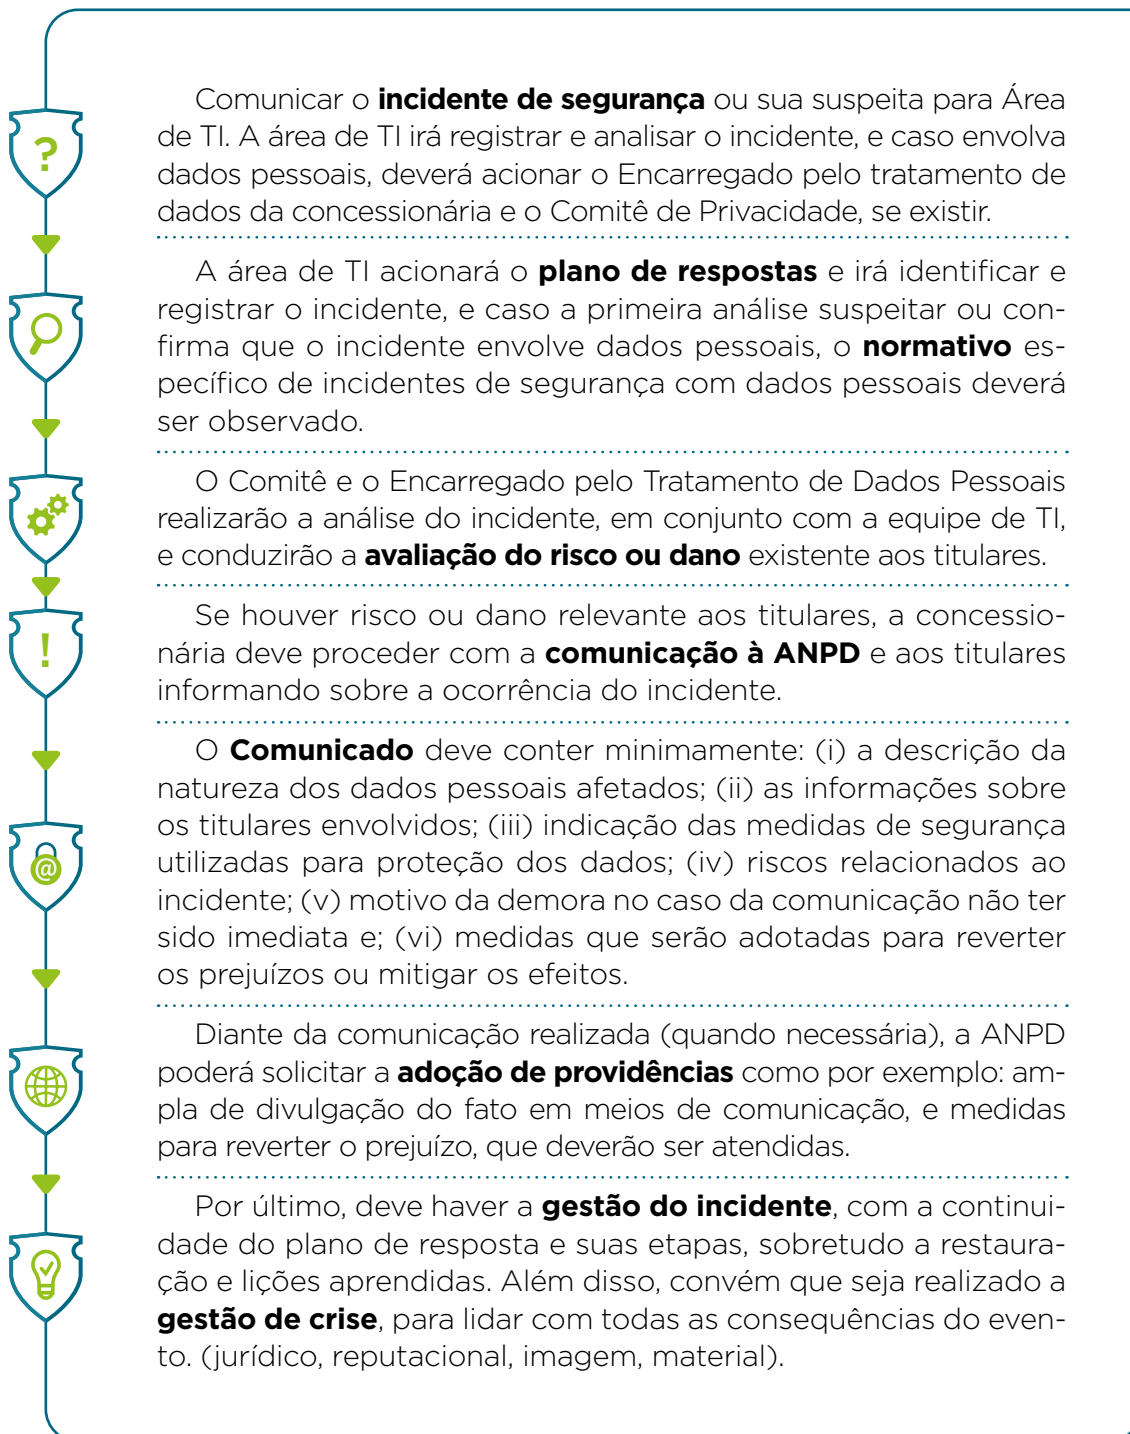 Comunicar o incidente de segurança ou sua suspeita para Área
de TI. A área de TI irá registrar e analisar o incidente, e caso envolva
dados pessoais, deverá acionar o Encarregado pelo tratamento de
dados da concessionária e o Comitê de Privacidade, se existir.
A área de TI acionará o plano de respostas e irá identificar e
registrar o incidente, e caso a primeira análise suspeitar ou con-
firma que o incidente envolve dados pessoais, o normativo es-
pecífico de incidentes de segurança com dados pessoais deverá
ser observado.
O Comitê e o Encarregado pelo Tratamento de Dados Pessoais
realizarão a análise do incidente, em conjunto com a equipe de TI,
e conduzirão a avaliação do risco ou dano existente aos titulares.
Se houver risco ou dano relevante aos titulares, a concessio-
nária deve proceder com a comunicação à ANPD e aos titulares
informando sobre a ocorrência do incidente.
O Comunicado deve conter minimamente: (i) a descrição da
natureza dos dados pessoais afetados; (ii) as informações sobre
os titulares envolvidos; (iii) indicação das medidas de segurança
utilizadas para proteção dos dados; (iv) riscos relacionados ao
incidente; (v) motivo da demora no caso da comunicação não ter
sido imediata e; (vi) medidas que serão adotadas para reverter
os prejuízos ou mitigar os efeitos.
Diante da comunicação realizada (quando necessária), a ANPD
poderá solicitar a adoção de providências como por exemplo: am-
pla de divulgação do fato em meios de comunicação, e medidas
para reverter o prejuízo, que deverão ser atendidas.
Por último, deve haver a gestão do incidente, com a continui-
dade do plano de resposta e suas etapas, sobretudo a restaura-
ção e lições aprendidas. Além disso, convém que seja realizado a
gestão de crise, para lidar com todas as consequências do even-
to. (jurídico, reputacional, imagem, material).